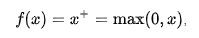 f(x) = x⁺ = max(0, x),